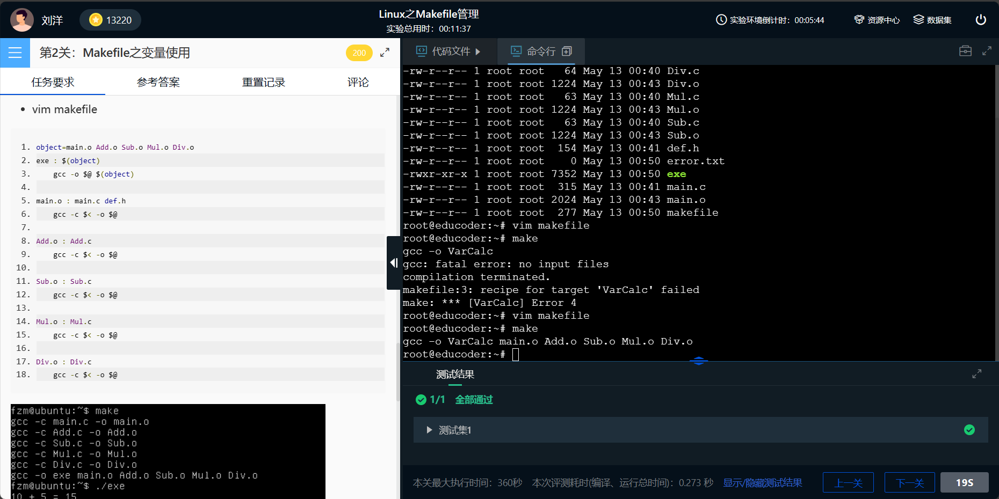 刘洋
13220
Linux之Makefile管理
实验总用时：00:11:37
实验环境倒计时：00:05:44
资源中心
数据集
第2关：Makefile之变量使用
200
任务要求
参考答案
重置记录
评论
• vim makefile
1. object=main.o Add.o Sub.o Mul.o Div.o
2. exe : $(object)
3.     gcc -o $@ $(object)
4.
5. main.o : main.c def.h
6.     gcc -c $< -o $@
7.
8. Add.o : Add.c
9.     gcc -c $< -o $@
10.
11. Sub.o : Sub.c
12.     gcc -c $< -o $@
13.
14. Mul.o : Mul.c
15.     gcc -c $< -o $@
16.
17. Div.o : Div.c
18.     gcc -c $< -o $@
fzm@ubuntu:~$ make
gcc -c main.c -o main.o
gcc -c Add.c -o Add.o
gcc -c Sub.c -o Sub.o
gcc -c Mul.c -o Mul.o
gcc -c Div.c -o Div.o
gcc -o exe main.o Add.o Sub.o Mul.o Div.o
fzm@ubuntu:~$ ./exe
10 + 5 = 15
代码文件
命令行
-rw-r--r-- 1 root root   64 May 13 00:40 Div.c
-rw-r--r-- 1 root root 1224 May 13 00:43 Div.o
-rw-r--r-- 1 root root   63 May 13 00:40 Mul.c
-rw-r--r-- 1 root root 1224 May 13 00:43 Mul.o
-rw-r--r-- 1 root root   63 May 13 00:40 Sub.c
-rw-r--r-- 1 root root 1224 May 13 00:43 Sub.o
-rw-r--r-- 1 root root  154 May 13 00:41 def.h
-rw-r--r-- 1 root root    0 May 13 00:50 error.txt
-rwxr-xr-x 1 root root 7352 May 13 00:50 exe
-rw-r--r-- 1 root root  315 May 13 00:41 main.c
-rw-r--r-- 1 root root 2024 May 13 00:43 main.o
-rw-r--r-- 1 root root  277 May 13 00:50 makefile
root@educoder:~# vim makefile
root@educoder:~# make
gcc -o VarCalc
gcc: fatal error: no input files
compilation terminated.
makefile:3: recipe for target 'VarCalc' failed
make: *** [VarCalc] Error 4
root@educoder:~# vim makefile
root@educoder:~# make
gcc -o VarCalc main.o Add.o Sub.o Mul.o Div.o
root@educoder:~#
测试结果
1/1 全部通过
测试集1
本关最大执行时间：360秒 本次评测耗时(编译、运行总时间)：0.273 秒 显示/隐藏测试结果
上一关
下一关
19S